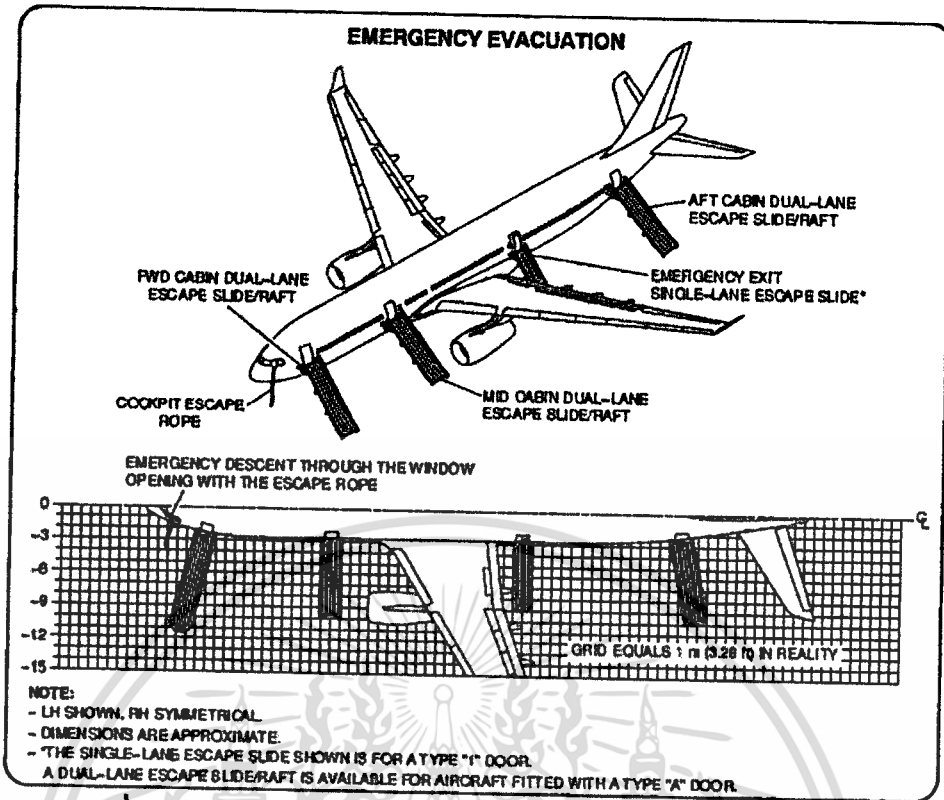 EMERGENCY EVACUATION
AFT CABIN DUAL-LANE
ESCAPE SLIDE/RAFT
EMERGENCY EXIT
SINGLE-LANE ESCAPE SLIDE*
FWD CABIN DUAL-LANE
ESCAPE SLIDE/RAFT
MID CABIN DUAL-LANE
ESCAPE SLIDE/RAFT
COCKPIT ESCAPE
ROPE
EMERGENCY DESCENT THROUGH THE WINDOW
OPENING WITH THE ESCAPE ROPE
0
-3
-6
-9
-12
-15
CL
GRID EQUALS 1 m (3.28 ft) IN REALITY
NOTE:
- LH SHOWN, RH SYMMETRICAL.
- DIMENSIONS ARE APPROXIMATE.
- *THE SINGLE-LANE ESCAPE SLIDE SHOWN IS FOR A TYPE "1" DOOR.
A DUAL-LANE ESCAPE SLIDE/RAFT IS AVAILABLE FOR AIRCRAFT FITTED WITH A TYPE "A" DOOR.